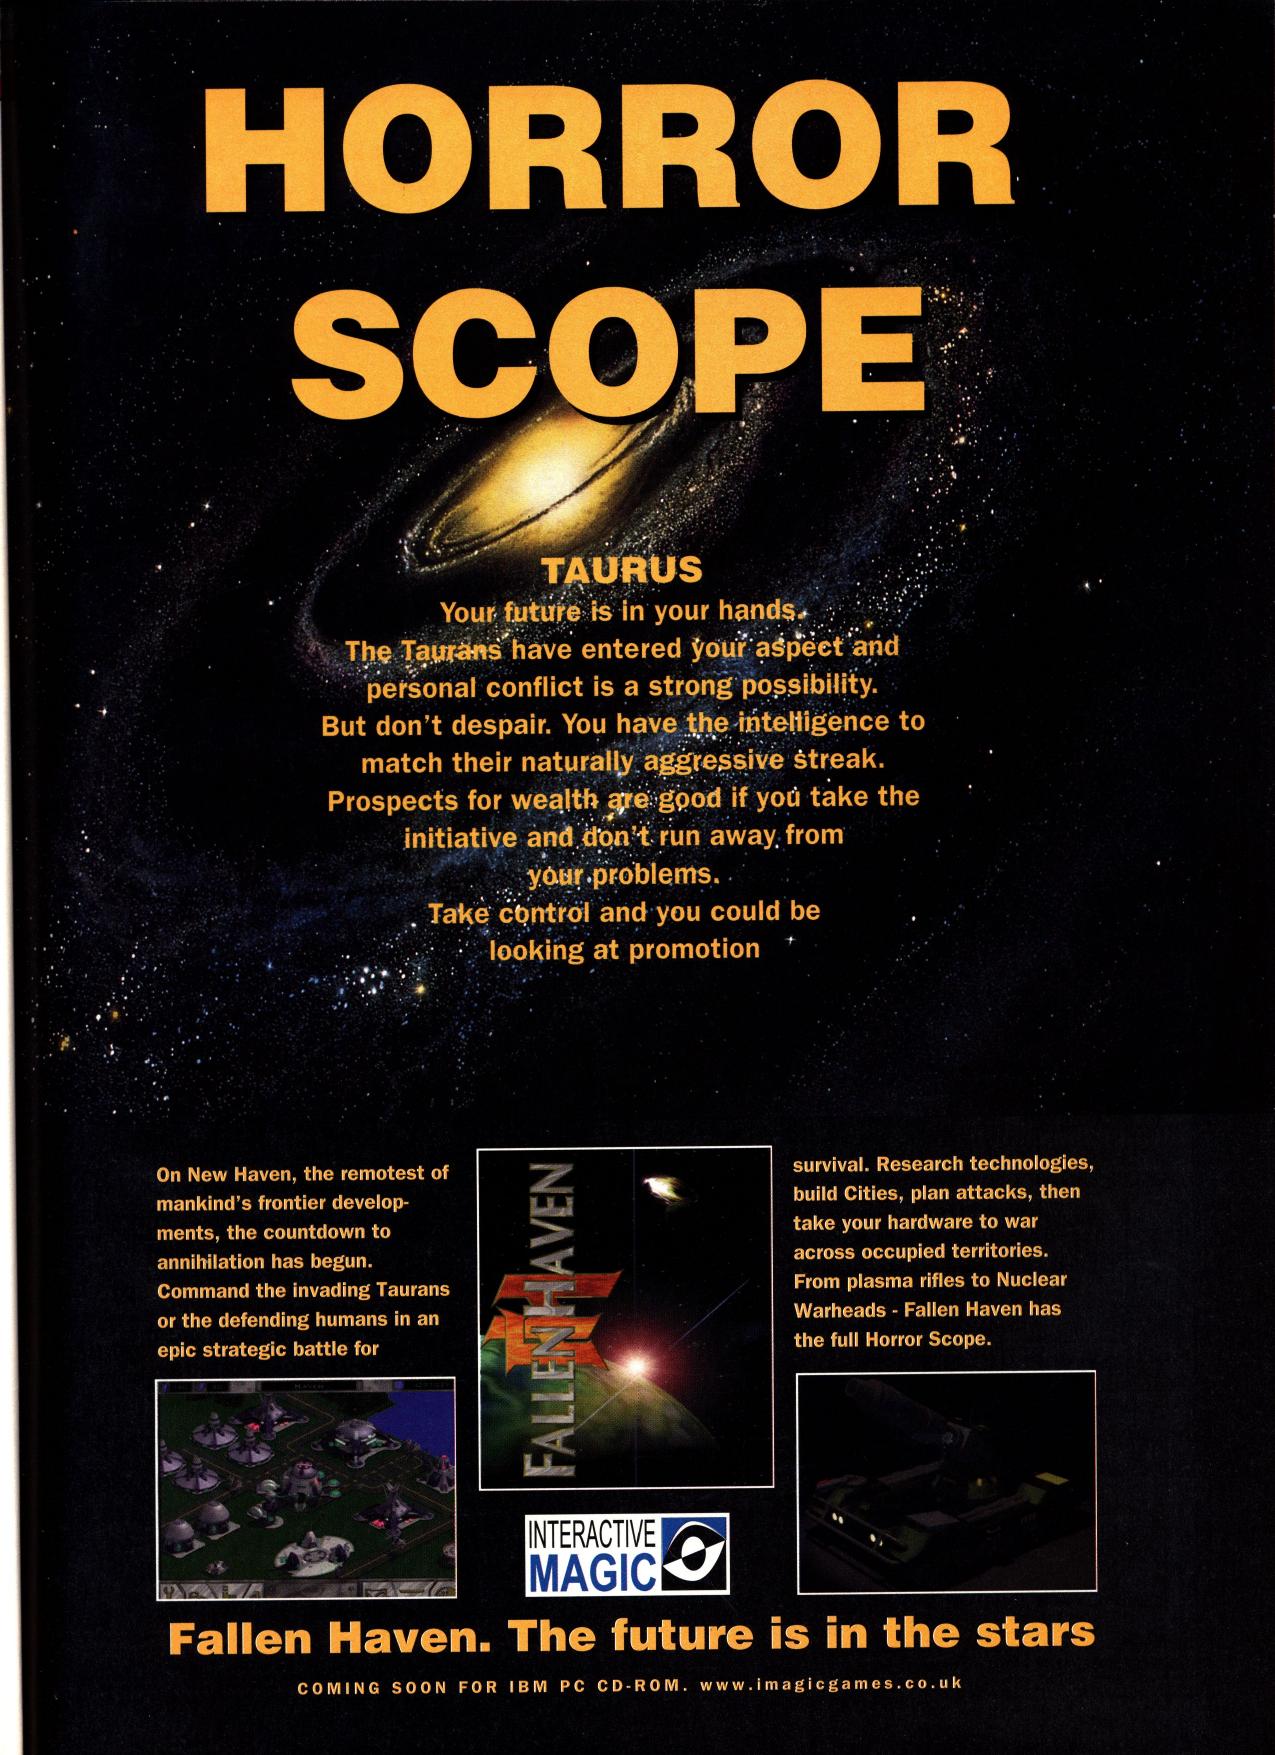 HORROR
SCOPE
TAURUS
Your future is in your hands.
The Taurans have entered your aspect and
personal conflict is a strong possibility.
But don't despair. You have the intelligence to
match their naturally aggressive streak.
Prospects for wealth are good if you take the
initiative and don't run away from
your problems.
Take control and you could be
looking at promotion
On New Haven, the remotest of
mankind's frontier develop-
ments, the countdown to
annihilation has begun.
Command the invading Taurans
or the defending humans in an
epic strategic battle for
FALLEN HAVEN
survival. Research technologies,
build Cities, plan attacks, then
take your hardware to war
across occupied territories.
From plasma rifles to Nuclear
Warheads - Fallen Haven has
the full Horror Scope.
INTERACTIVE
MAGIC
Fallen Haven. The future is in the stars
COMING SOON FOR IBM PC CD-ROM. www.imagicgames.co.uk